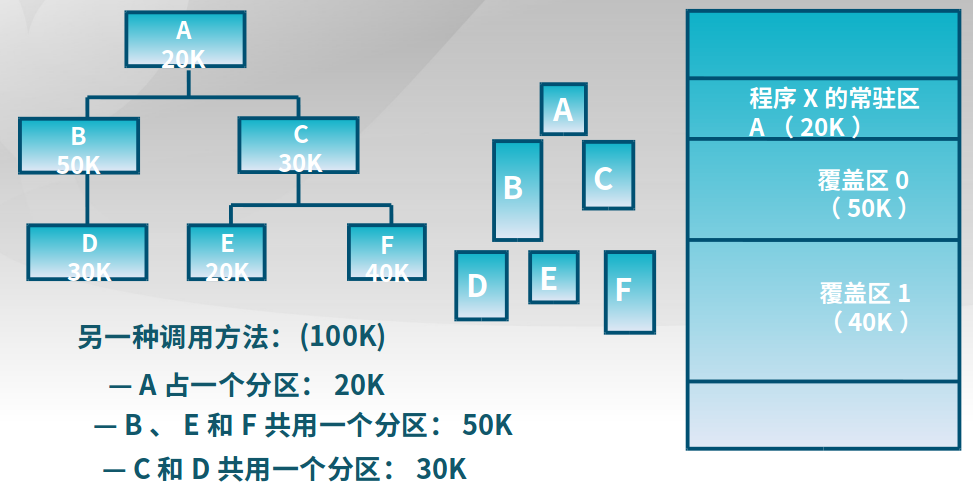 A
20K
B
50K
C
30K
D
30K
E
20K
F
40K
A
B
C
D
E
F
程序 X 的常驻区
A （ 20K ）
覆盖区 0
（ 50K ）
覆盖区 1
（ 40K ）
另一种调用方法：(100K)
– A 占一个分区： 20K
– B 、 E 和 F 共用一个分区： 50K
– C 和 D 共用一个分区： 30K